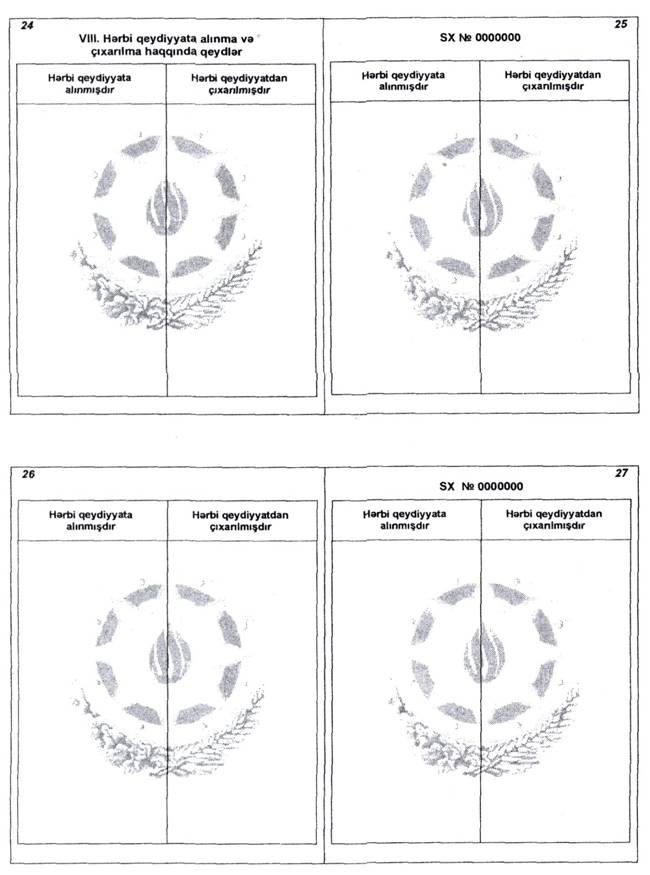 24
VIII. Hərbi qeydiyyata alınma və
çıxarılma haqqında qeydlər
Hərbi qeydiyyata
alınmışdır
Hərbi qeydiyyatdan
çıxarılmışdır
25
SX № 0000000
Hərbi qeydiyyata
alınmışdır
Hərbi qeydiyyatdan
çıxarılmışdır
26
Hərbi qeydiyyata
alınmışdır
Hərbi qeydiyyatdan
çıxarılmışdır
27
SX № 0000000
Hərbi qeydiyyata
alınmışdır
Hərbi qeydiyyatdan
çıxarılmışdır